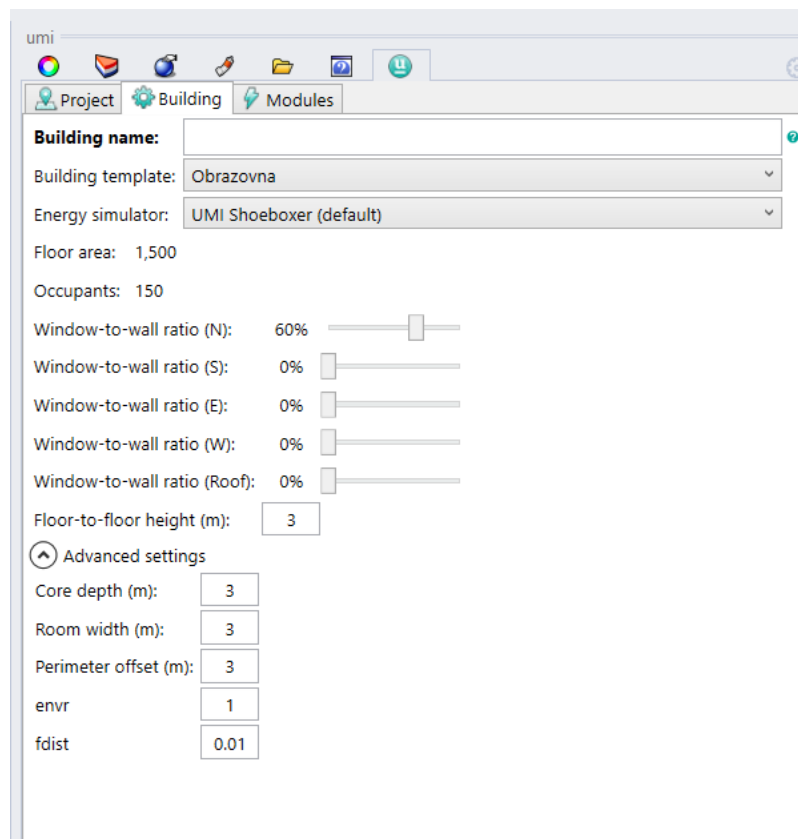 umi
Project Building Modules
Building name:
Building template: Obrazovna
Energy simulator: UMI Shoeboxer (default)
Floor area: 1,500
Occupants: 150
Window-to-wall ratio (N): 60%
Window-to-wall ratio (S): 0%
Window-to-wall ratio (E): 0%
Window-to-wall ratio (W): 0%
Window-to-wall ratio (Roof): 0%
Floor-to-floor height (m): 3
Advanced settings
Core depth (m): 3
Room width (m): 3
Perimeter offset (m): 3
envr 1
fdist 0.01